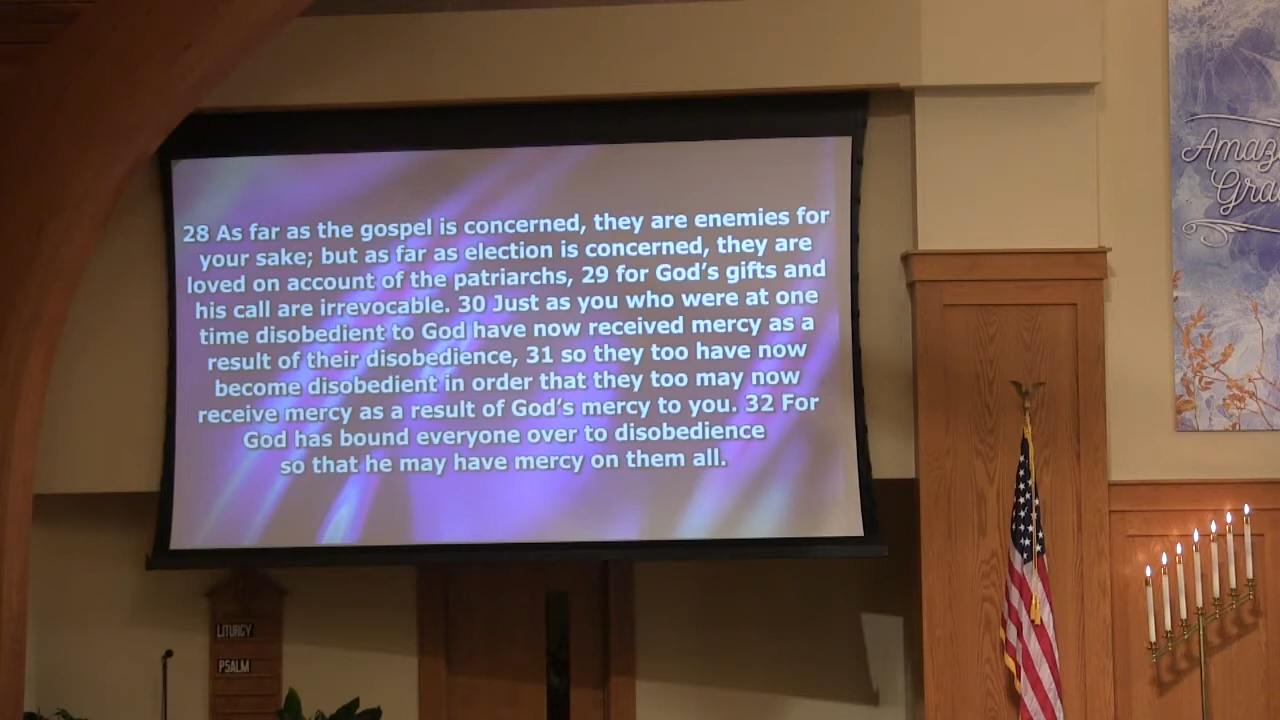 28 As far as the gospel is concerned, they are enemies for
your sake; but as far as election is concerned, they are
loved on account of the patriarchs, 29 for God’s gifts and
his call are irrevocable. 30 Just as you who were at one
time disobedient to God have now received mercy as a
result of their disobedience, 31 so they too have now
become disobedient in order that they too may now
receive mercy as a result of God’s mercy to you. 32 For
God has bound everyone over to disobedience
so that he may have mercy on them all.
Amaz
Gra
LITURGY
PSALM